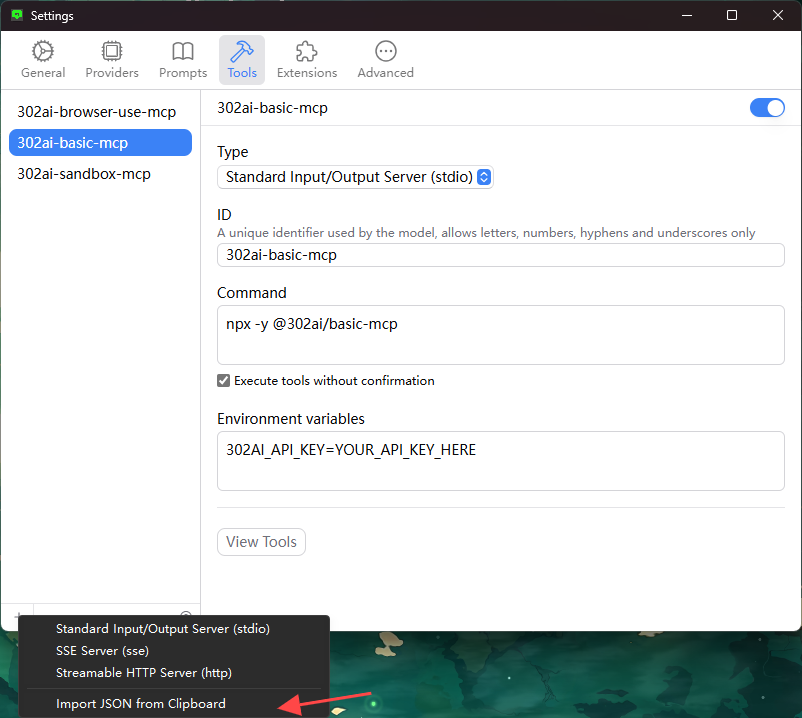 Settings
General
Providers
Prompts
Tools
Extensions
Advanced
302ai-browser-use-mcp
302ai-basic-mcp
302ai-sandbox-mcp
302ai-basic-mcp
Type
Standard Input/Output Server (stdio)
ID
A unique identifier used by the model, allows letters, numbers, hyphens and underscores only
302ai-basic-mcp
Command
npx -y @302ai/basic-mcp
Execute tools without confirmation
Environment variables
302AI_API_KEY=YOUR_API_KEY_HERE
View Tools
Standard Input/Output Server (stdio)
SSE Server (sse)
Streamable HTTP Server (http)
Import JSON from Clipboard